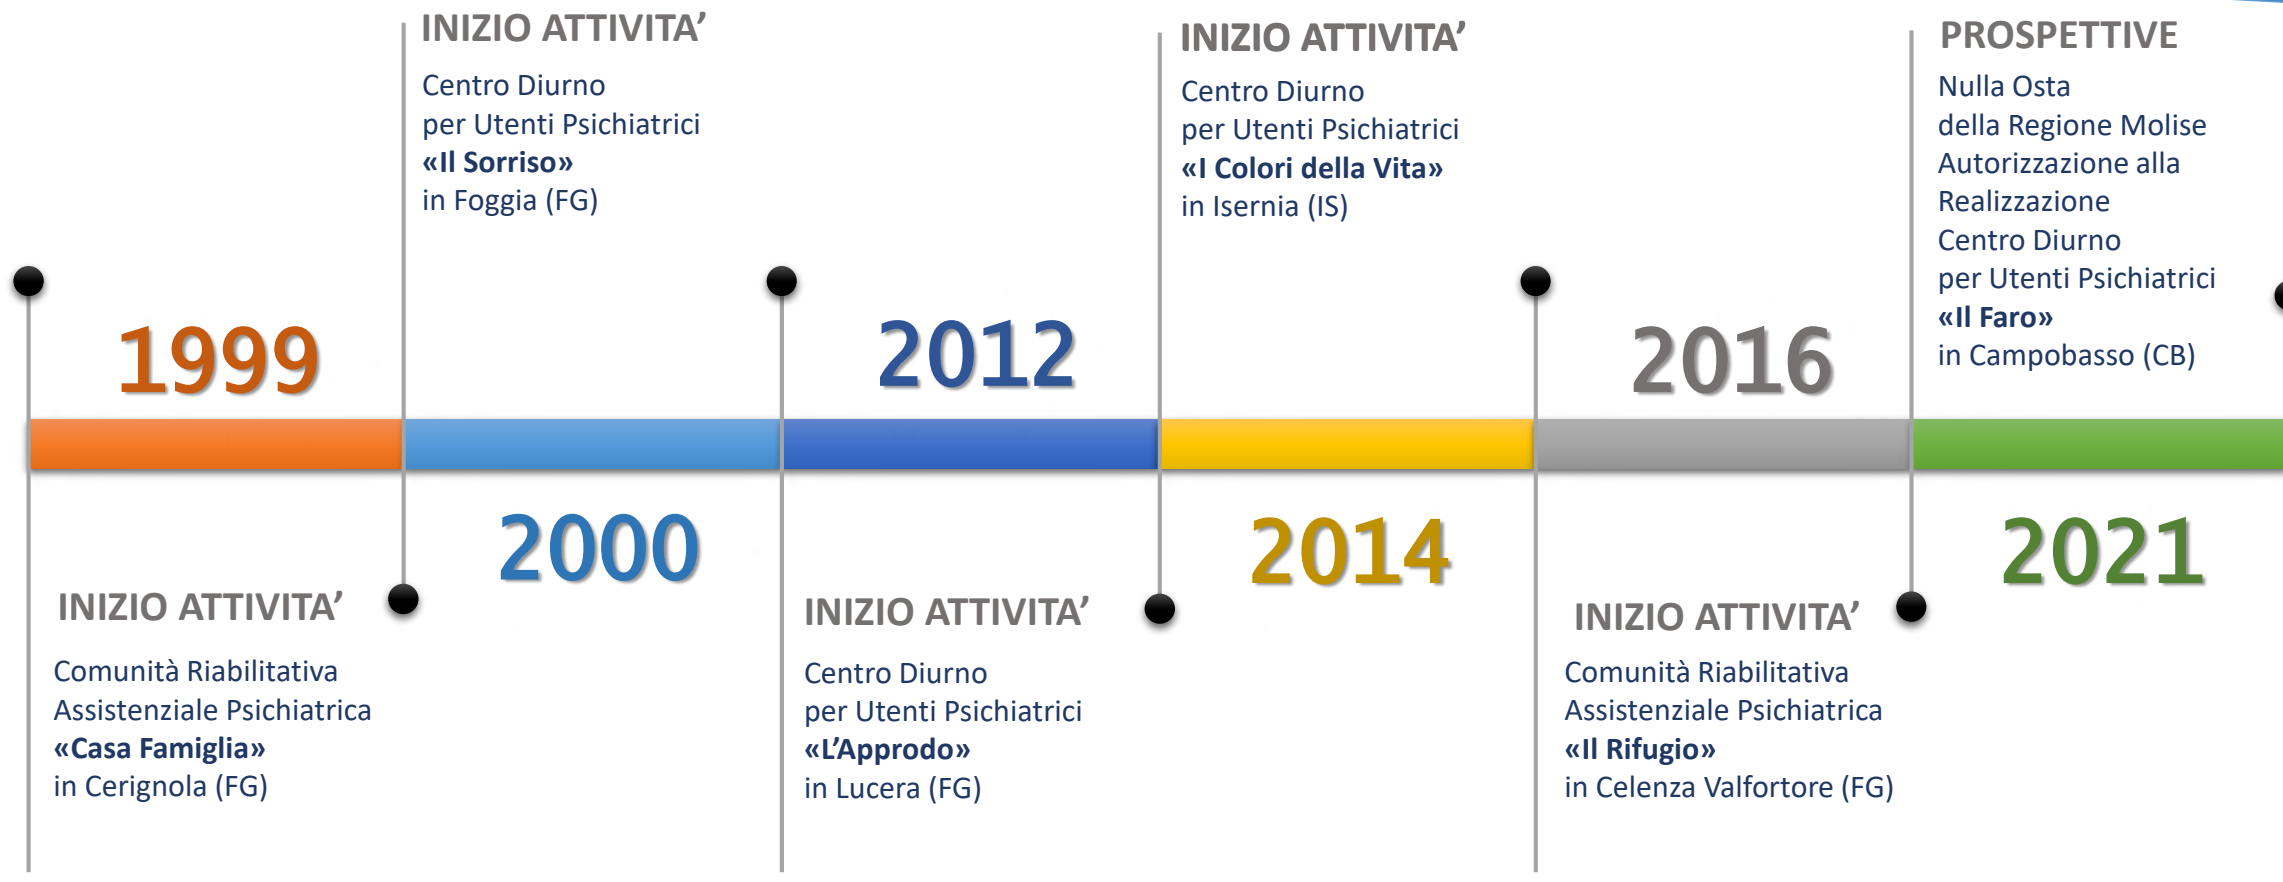 1999
INIZIO ATTIVITA’
Comunità Riabilitativa
Assistenziale Psichiatrica
«Casa Famiglia»
in Cerignola (FG)
INIZIO ATTIVITA’
Centro Diurno
per Utenti Psichiatrici
«Il Sorriso»
in Foggia (FG)
2000
2012
INIZIO ATTIVITA’
Centro Diurno
per Utenti Psichiatrici
«L’Approdo»
in Lucera (FG)
INIZIO ATTIVITA’
Centro Diurno
per Utenti Psichiatrici
«I Colori della Vita»
in Isernia (IS)
2014
2016
INIZIO ATTIVITA’
Comunità Riabilitativa
Assistenziale Psichiatrica
«Il Rifugio»
in Celenza Valfortore (FG)
PROSPETTIVE
Nulla Osta
della Regione Molise
Autorizzazione alla
Realizzazione
Centro Diurno
per Utenti Psichiatrici
«Il Faro»
in Campobasso (CB)
2021